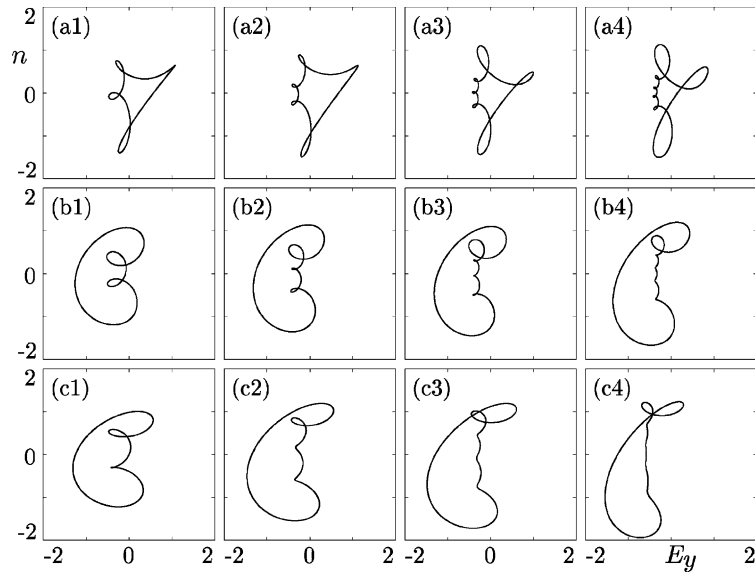 2 (a1) (a2) (a3) (a4)
n
0
-2
2 (b1) (b2) (b3) (b4)
0
-2
2 (c1) (c2) (c3) (c4)
0
-2
-2 0 2 -2 0 2 -2 0 2 -2 Ey 2